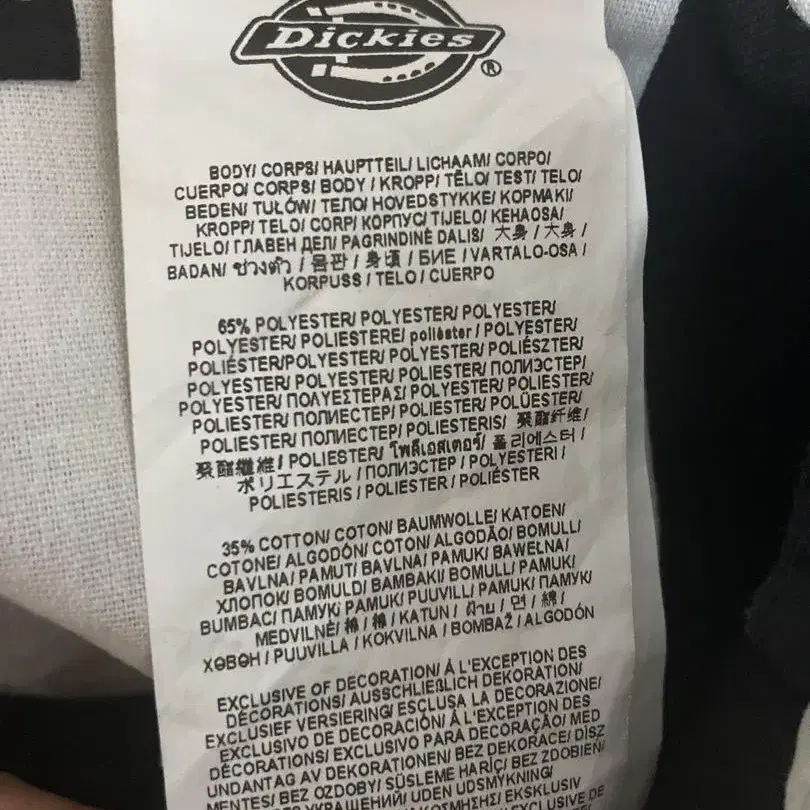 Dickies®
BODY/ CORPS/ HAUPTTEIL/ LICHAAM/ CORPO/
CUERPO/ CORPS/ BODY / KROPP/ TĚLO/ TEST/ TELO/
BEDEN/ TUŁÓW/ ТЕЛО/ HOVEDSTYKKE/ ΚΟΡΜΑΚΙ/
KROPP/ TELO/ CORP/ КОРПУС/ TIJELO/ KEHAOSA/
TIJELO/ ГЛАВЕН ДЕЛ/ PAGRINDINĖ DALIS/ 大身 / 大身 /
BADAN/ ช่วงตัว / 몸판 / 身頃 / БИЕ / VARTALO-OSA /
KORPUSS / TELO / CUERPO
65% POLYESTER/ POLYESTER/ POLYESTER/
POLYESTER/ POLIESTERE/ poliéster / POLYESTER/
POLIÉSTER/POLYESTER/ POLYESTER/ POLIÉSZTER/
POLYESTER/ POLYESTER/ POLIESTER/ ПОЛИЭСТЕР/
POLYESTER/ ΠΟΛΥΕΣΤΕΡΑΣ/ POLYESTER/ POLYESTER/
POLIESTER/ ПОЛИЕСТЕР/ POLIESTER/ POLÜESTER/
POLIESTER/ ПОЛИЕСТЕР/ POLIESTERIS/ 聚酯纤维/
聚酯纖維/ POLIESTER/ โพลีเอสเตอร์/ 폴리에스터 /
ポリエステル / ПОЛИЭСТЕР / POLYESTERI /
POLIESTERIS / POLIESTER / POLIÉSTER
35% COTTON/ COTON/ BAUMWOLLE/ KATOEN/
COTONE/ ALGODÓN/ COTON/ ALGODÃO/ BOMULL/
BAVLNA/ PAMUT/ BAVLNA/ PAMUK/ BAWEŁNA/
ХЛОПОК/ BOMULD/ ΒΑΜΒΑΚΙ/ BOMULL/ PAMUK/
BUMBAC/ ПАМУК/ PAMUK/ PUUVILL/ PAMUK/ ПАМУК/
MEDVILNĖ/ 棉 / 棉 / KATUN / ฝ้าย / 면 / 綿 /
ХӨВӨН / PUUVILLA / KOKVILNA / BOMBAŽ / ALGODÓN
EXCLUSIVE OF DECORATION/ À L'EXCEPTION DES
DÉCORATIONS/ AUSSCHLIEßLICH DEKORATION/
EXCLUSIEF VERSIERING/ ESCLUSA LA DECORAZIONE/
EXCLUSIVO DE DECORACIÓN/ À L'EXCEPTION DES
DÉCORATIONS/ EXCLUSIVO PARA DECORAÇÃO/ MED
UNDANTAG AV DEKORATIONEN/ BEZ DEKORACE/ DÍSZ
MENTES/ BEZ OZDOBY/ SÜSLEME HARİÇ/ BEZ ZDOBIEŃ/
УКРАШЕНИЙ/ UDEN UDSMYKNING/
EKSKLUSIV